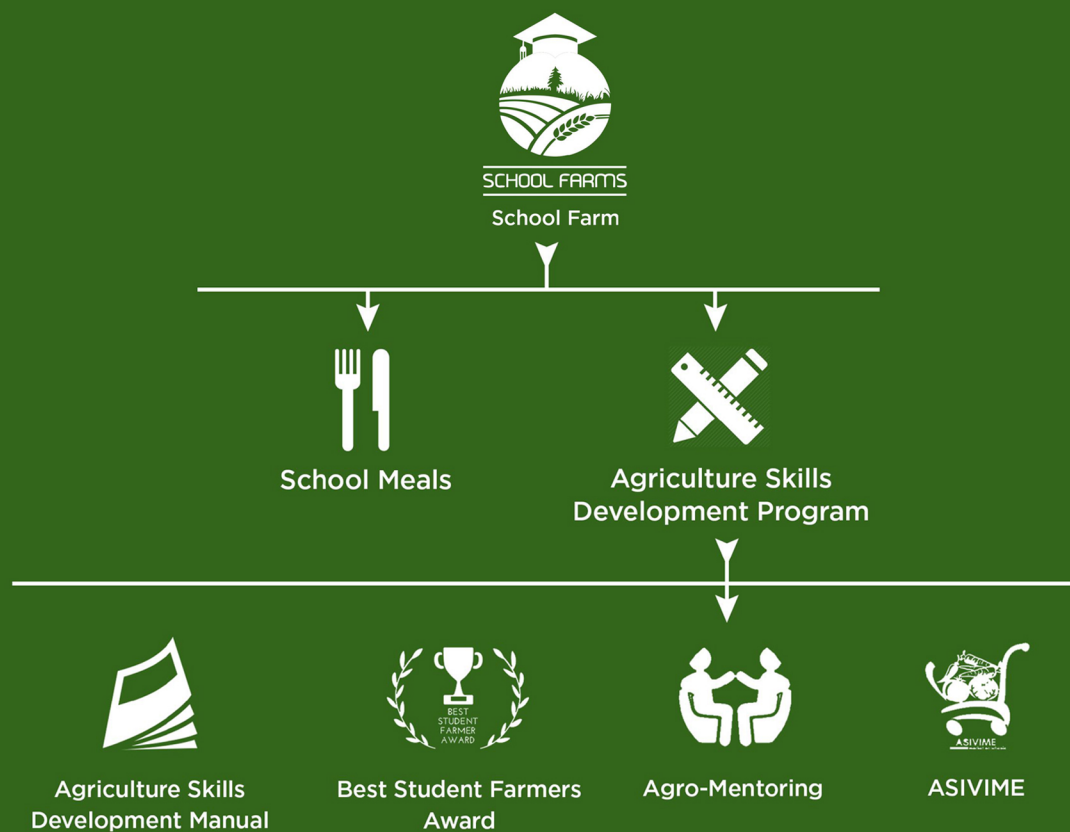 SCHOOL FARMS
School Farm
School Meals
Agriculture Skills
Development Program
BEST
STUDENT
FARMER
AWARD
ASIVIME
Agriculture Skills
Development Manual
Best Student Farmers
Award
Agro-Mentoring
ASIVIME